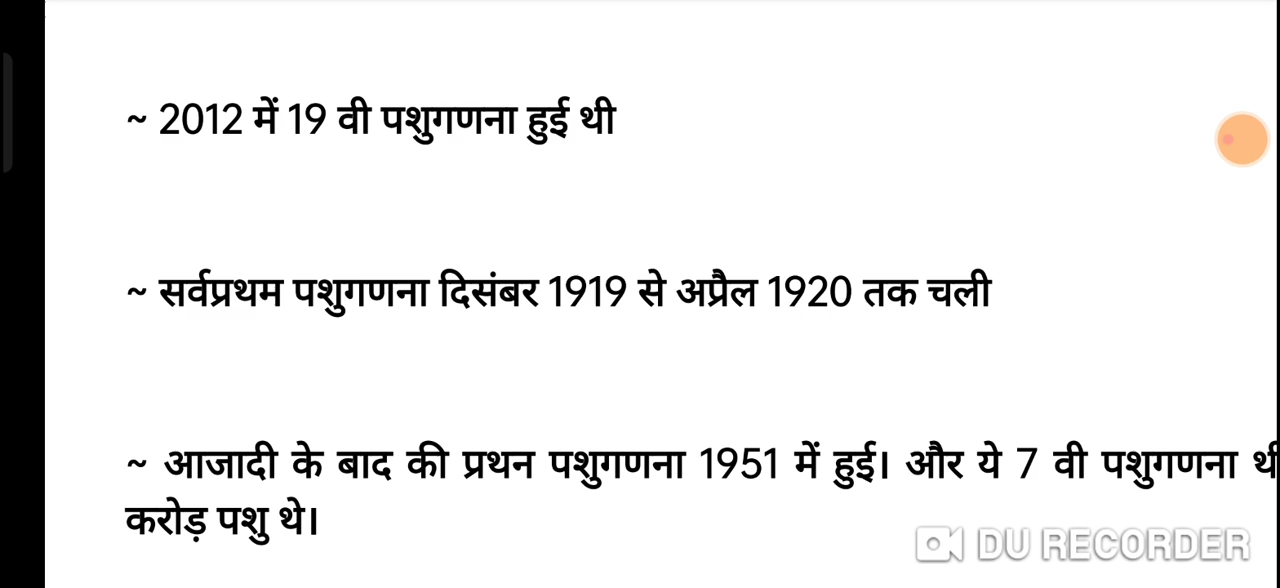 ~ 2012 में 19 वी पशुगणना हुई थी
~ सर्वप्रथम पशुगणना दिसंबर 1919 से अप्रैल 1920 तक चली
~ आजादी के बाद की प्रथन पशुगणना 1951 में हुई। और ये 7 वी पशुगणना
करोड़ पशु थे।
DU RECORDER